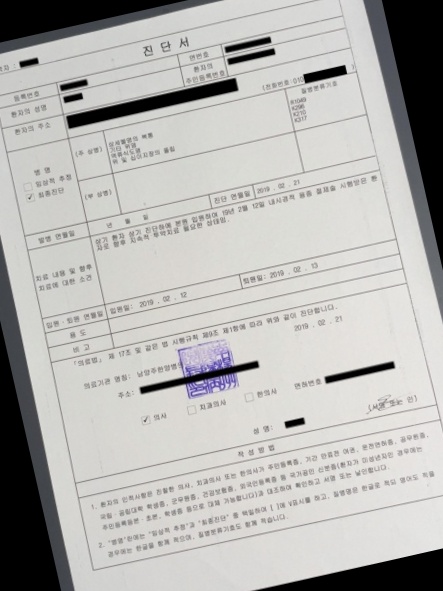 진 단 서
등록번호
연번호
환자의 성명
환자의
주민등록번호
환자의 주소
(전화번호: 010
)
병 명
(주 상병)
상세불명의 복통
기타 위염
역류식도염
위 및 십이지장의 폴립
질병분류기호
R1049
K296
K210
K317
임상적 추정
✓ 최종진단
(부 상병)
발병 연월일
년 월 일
진단 연월일
2019 . 02 . 21
치료 내용 및 향후
치료에 대한 소견
상기 환자 상기 진단하에 본원 입원하여 19년 2월 12일 내시경적 용종 절제술 시행받은 환
자로 향후 지속적 투약치료 필요한 상태임.
입원·퇴원 연월일
입원일: 2019 . 02 . 12
퇴원일: 2019 . 02 . 13
용 도
비 고
「의료법」 제 17조 및 같은 법 시행규칙 제9조 제1항에 따라 위와 같이 진단합니다.
2019 . 02 . 21
의료기관 명칭: 남양주한양병원
주소:
✓ 의사
치과의사
한의사
면허번호
성 명:
(서명 또는 인)
작 성 방 법
1. 환자의 인적사항은 진찰한 의사, 치과의사 또는 한의사가 주민등록증, 기간 만료전 여권, 운전면허증, 공무원증,
국립·공립대학 학생증, 군무원증, 건강보험증, 외국인등록증 등 국가공인 신분증(환자가 미성년자인 경우에는
주민등록등본·초본, 학생증 등으로 대체 가능합니다)과 대조하여 확인하고 서명 또는 날인합니다.
2. "병명"란에는 "임상적 추정"과 "최종진단" 중 택일하여 [ ]에 V표시를 하고, 질병명은 한글로 적되 영어도 적을
경우에는 한글을 함께 적으며, 질병분류기호도 함께 적습니다.